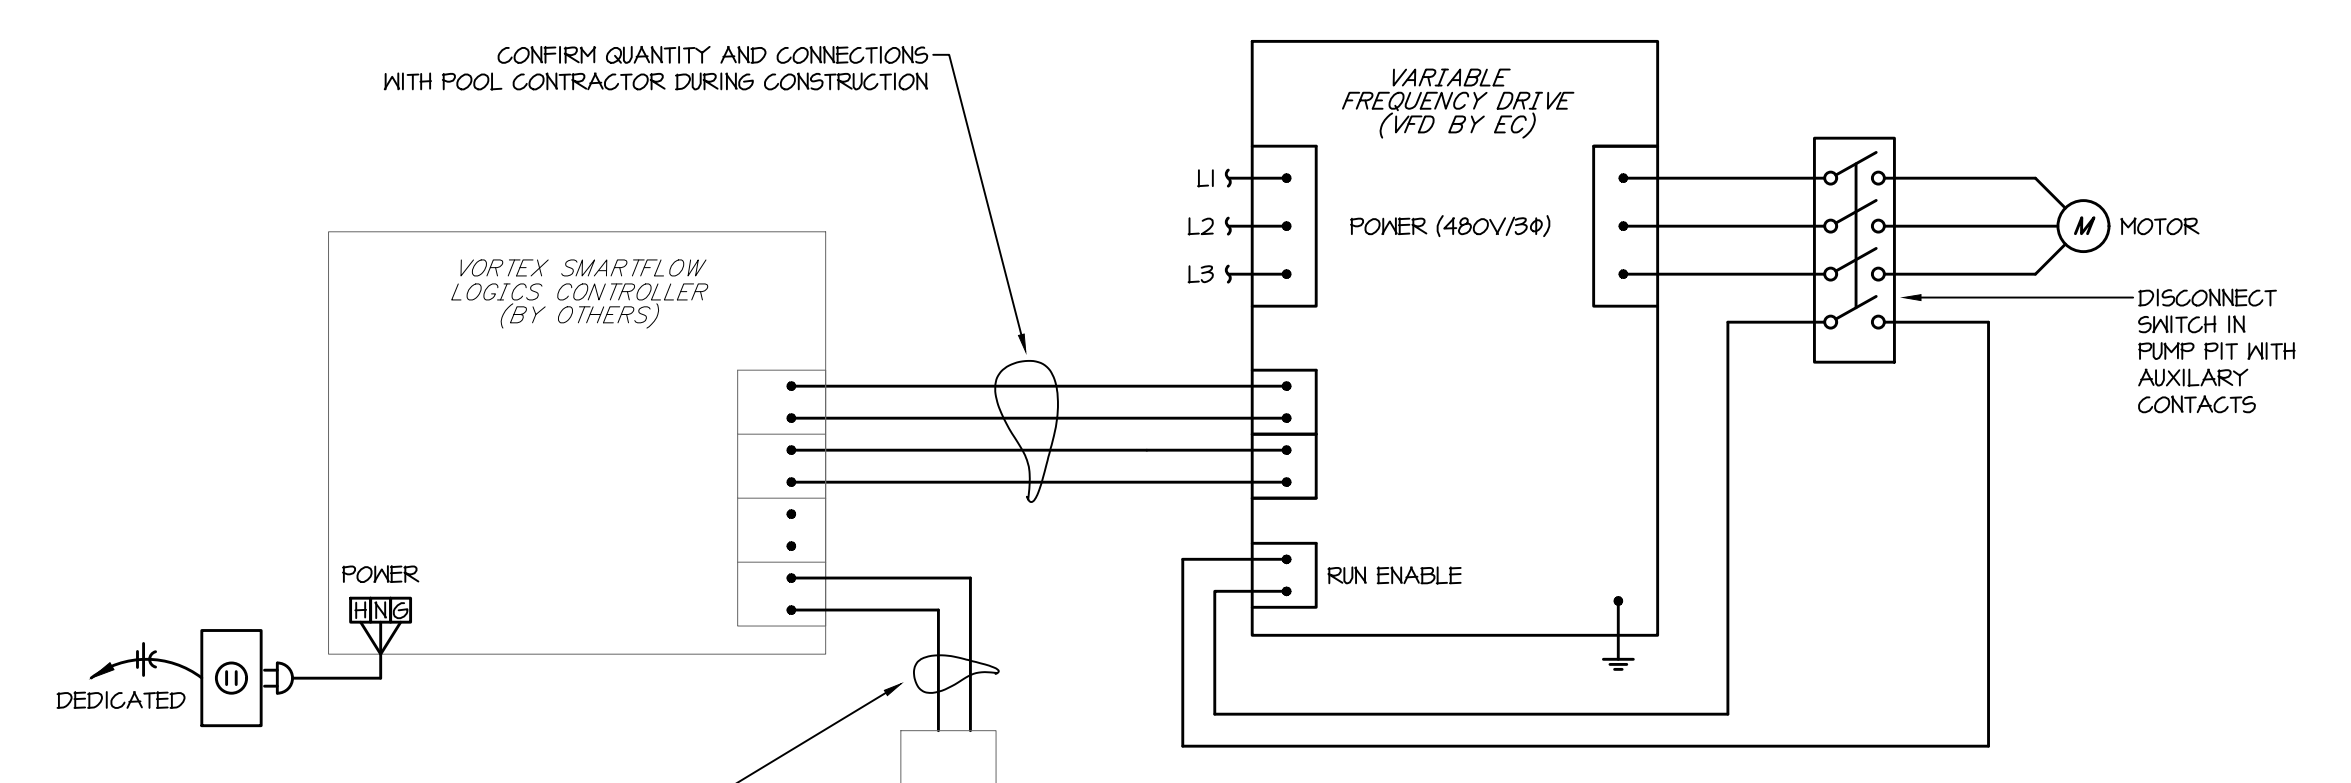 CONFIRM QUANTITY AND CONNECTIONS
WITH POOL CONTRACTOR DURING CONSTRUCTION
VARIABLE
FREQUENCY DRIVE
(VFD BY EC)
L1
L2
L3
POWER (480V/3Φ)
M
MOTOR
DISCONNECT
SWITCH IN
PUMP PIT WITH
AUXILARY
CONTACTS
VORTEX SMARTFLOW
LOGICS CONTROLLER
(BY OTHERS)
RUN ENABLE
POWER
H N G
DEDICATED